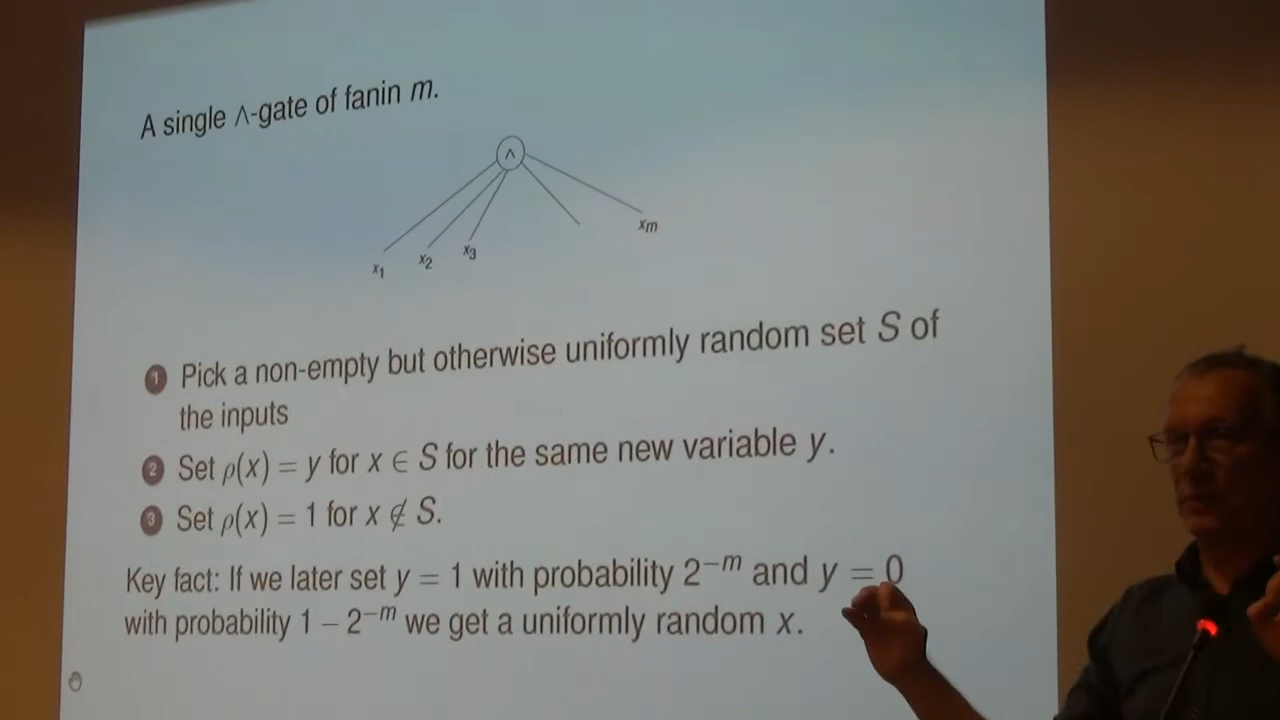 A single ∧-gate of fanin m.
∧
x₁ x₂ x₃ xₘ
1 Pick a non-empty but otherwise uniformly random set S of
the inputs
2 Set ρ(x) = y for x ∈ S for the same new variable y.
3 Set ρ(x) = 1 for x ∉ S.
Key fact: If we later set y = 1 with probability 2⁻ᵐ and y = 0
with probability 1 − 2⁻ᵐ we get a uniformly random x.